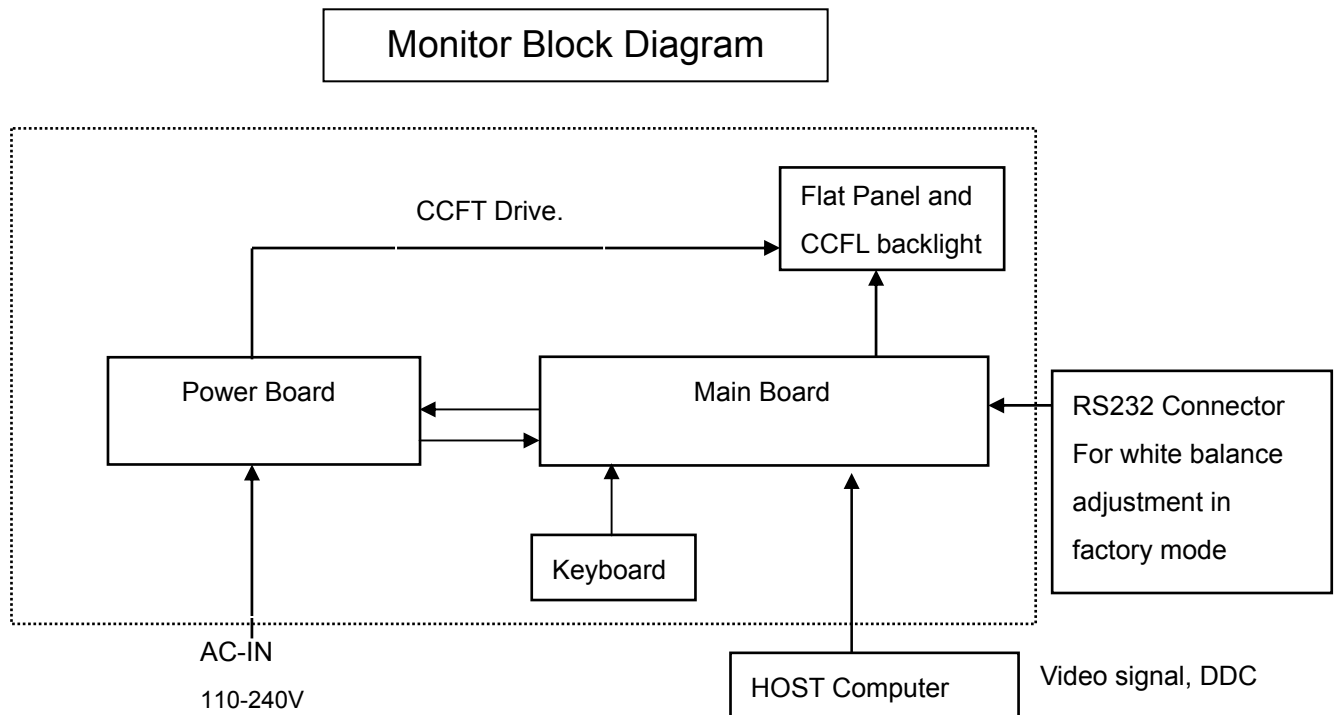 Monitor Block Diagram
CCFT Drive.
Flat Panel and
CCFL backlight
Power Board
Main Board
RS232 Connector
For white balance
adjustment in
factory mode
Keyboard
AC-IN
110-240V
HOST Computer
Video signal, DDC